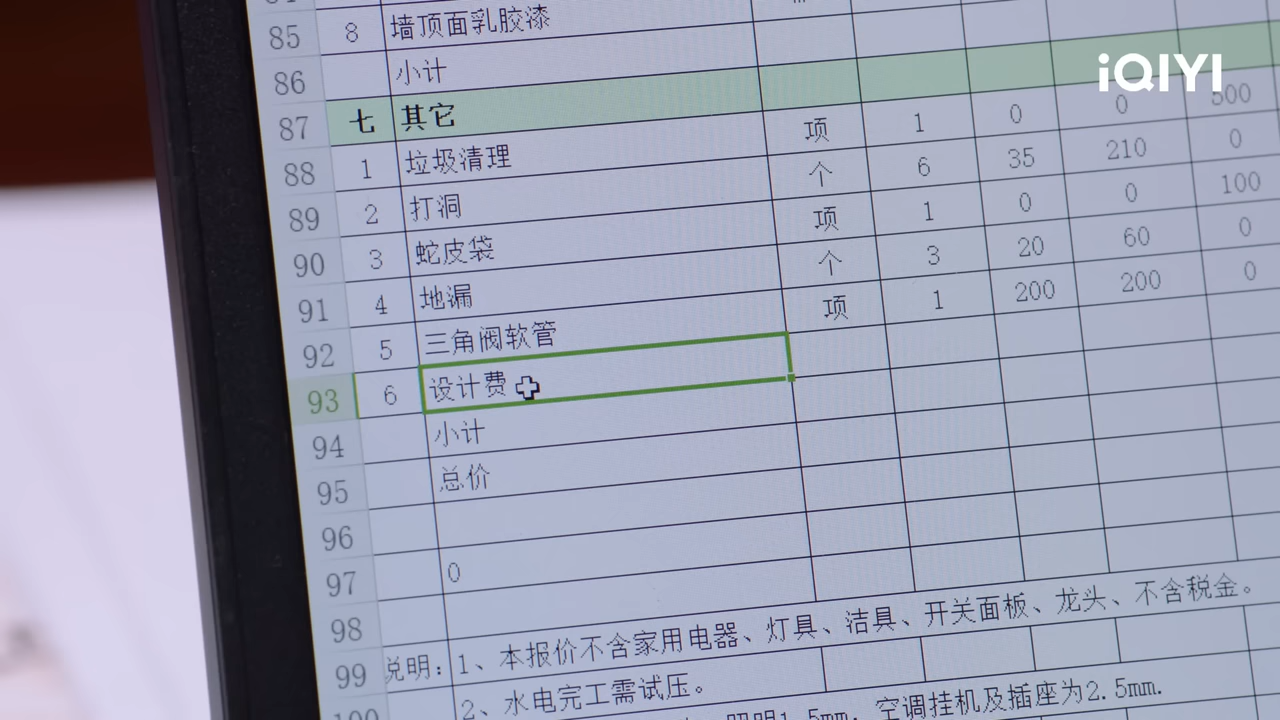 85 8 墙顶面乳胶漆
86 小计
87 七 其它
88 1 垃圾清理 项 1 0 0 500
89 2 打洞 个 6 35 210 0
90 3 蛇皮袋 项 1 0 0 100
91 4 地漏 个 3 20 60 0
92 5 三角阀软管 项 1 200 200 0
93 6 设计费
94 小计
95 总价
96
97 0
98
99 说明: 1、本报价不含家用电器、灯具、洁具、开关面板、龙头、不含税金。
100 2、水电完工需试压。
空调挂机及插座为2.5mm.
iQIYI